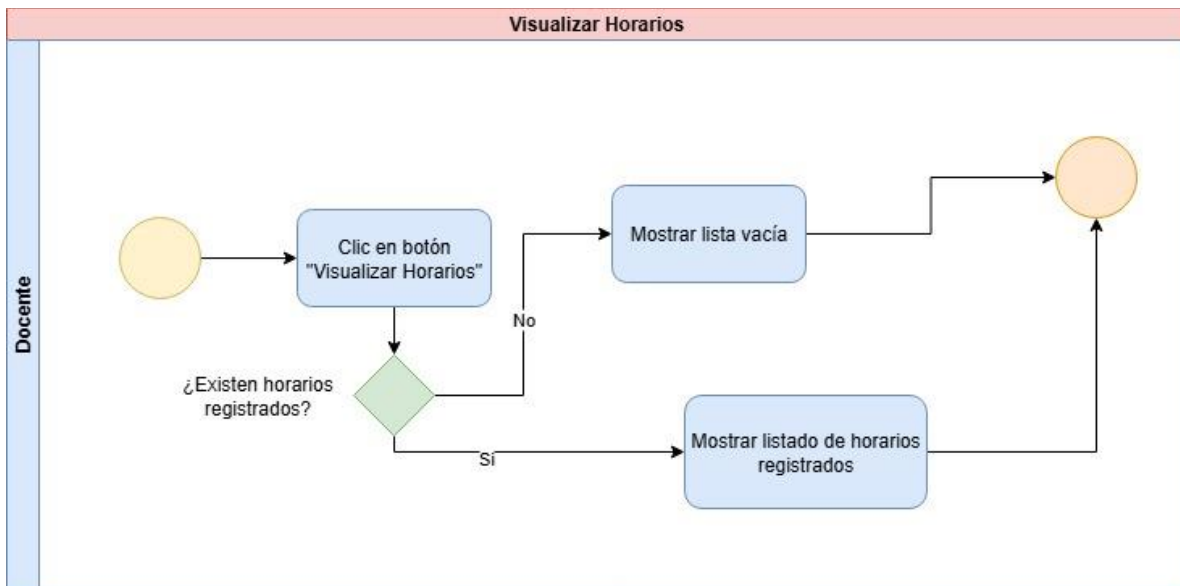 Visualizar Horarios
Docente
Clic en botón
"Visualizar Horarios"
¿Existen horarios
registrados?
No
Mostrar lista vacía
Sí
Mostrar listado de horarios
registrados